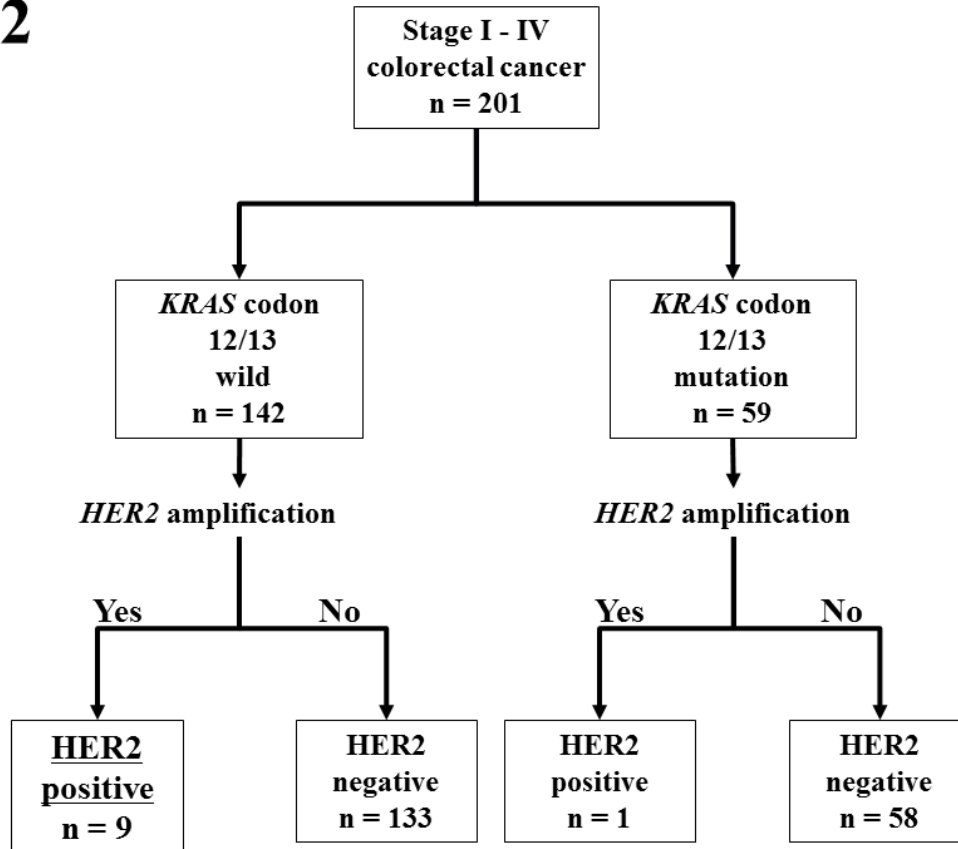 2
Stage I - IV
colorectal cancer
n = 201
KRAS codon
12/13
wild
n = 142
KRAS codon
12/13
mutation
n = 59
HER2 amplification
HER2 amplification
Yes
No
Yes
No
HER2
positive
n = 9
HER2
negative
n = 133
HER2
positive
n = 1
HER2
negative
n = 58